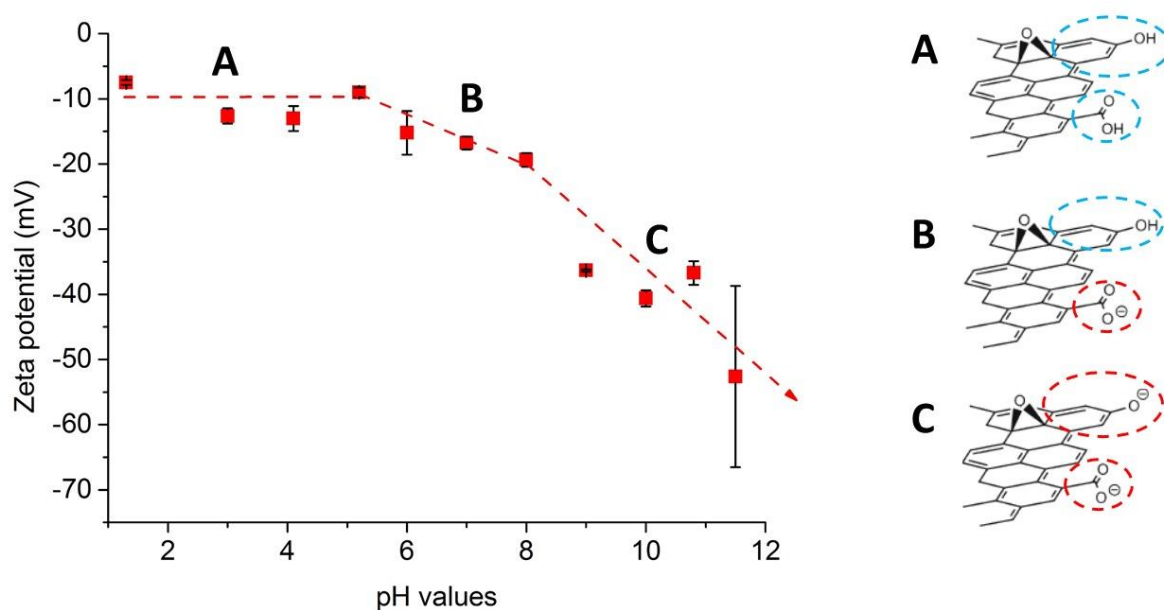 0
-10
-20
-30
-40
-50
-60
-70
Zeta potential (mV)
2 4 6 8 10 12
pH values
A
B
C
A
O
OH
O
OH
B
O
OH
O
O ⊖
C
O
O ⊖
O
O ⊖